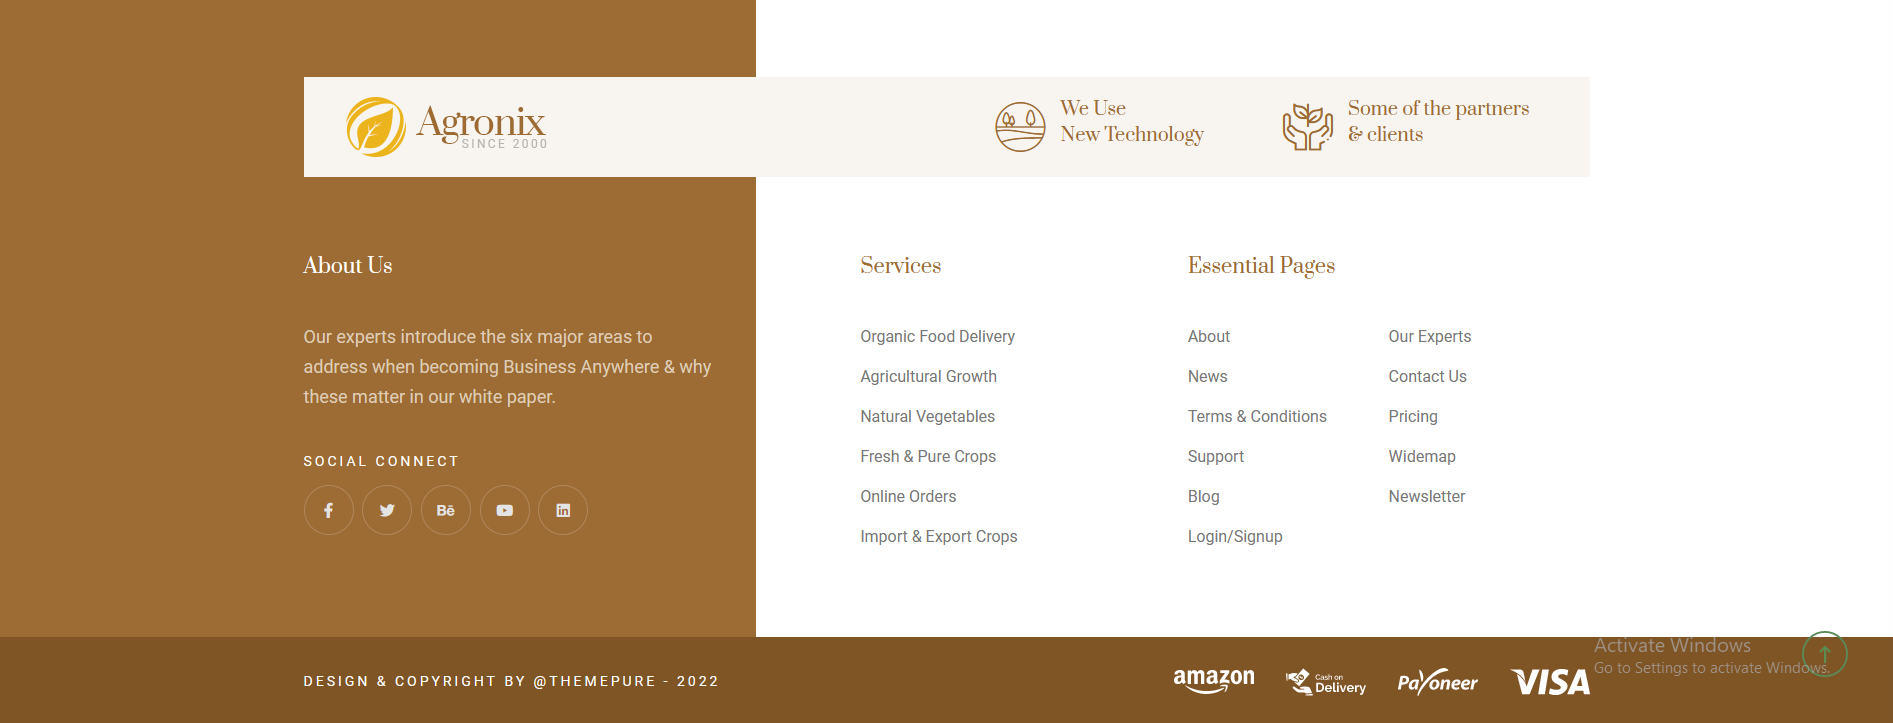 Agronix
SINCE 2000
We Use
New Technology
Some of the partners
& clients
About Us
Our experts introduce the six major areas to
address when becoming Business Anywhere & why
these matter in our white paper.
SOCIAL CONNECT
Bē
in
Services
Organic Food Delivery
Agricultural Growth
Natural Vegetables
Fresh & Pure Crops
Online Orders
Import & Export Crops
Essential Pages
About
News
Terms & Conditions
Support
Blog
Login/Signup
Our Experts
Contact Us
Pricing
Widemap
Newsletter
DESIGN & COPYRIGHT BY @THEMEPURE - 2022
amazon
Cash on
Delivery
Payoneer
VISA
Activate Windows
Go to Settings to activate Windows.